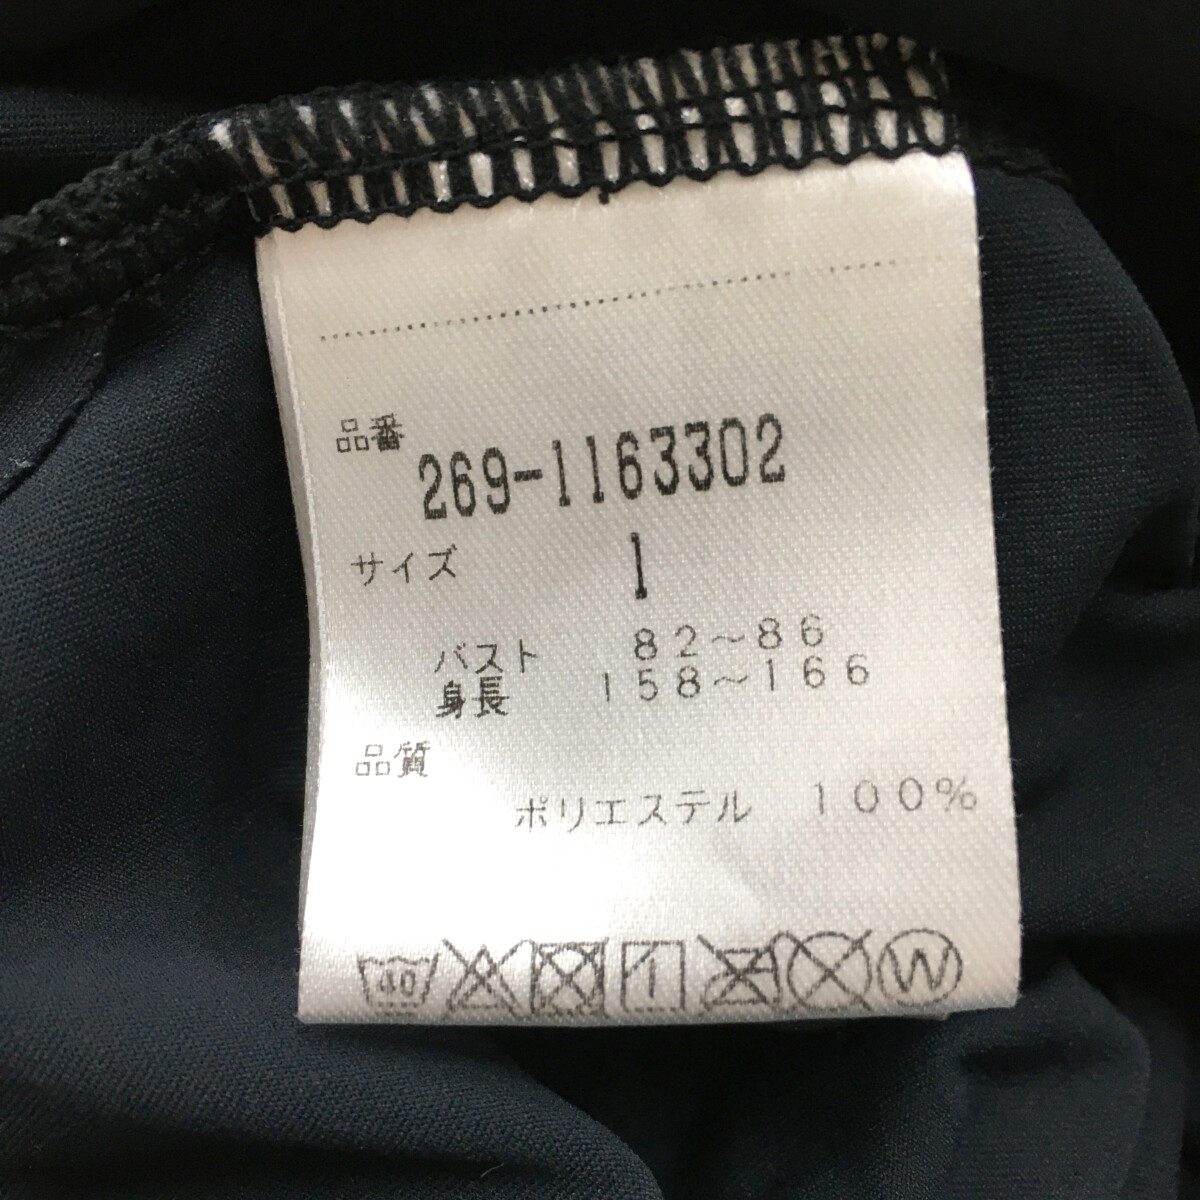 品番
269-1163302
サイズ 1
バスト 82～86
身長 158～166
品質
ポリエステル 100%
40 W